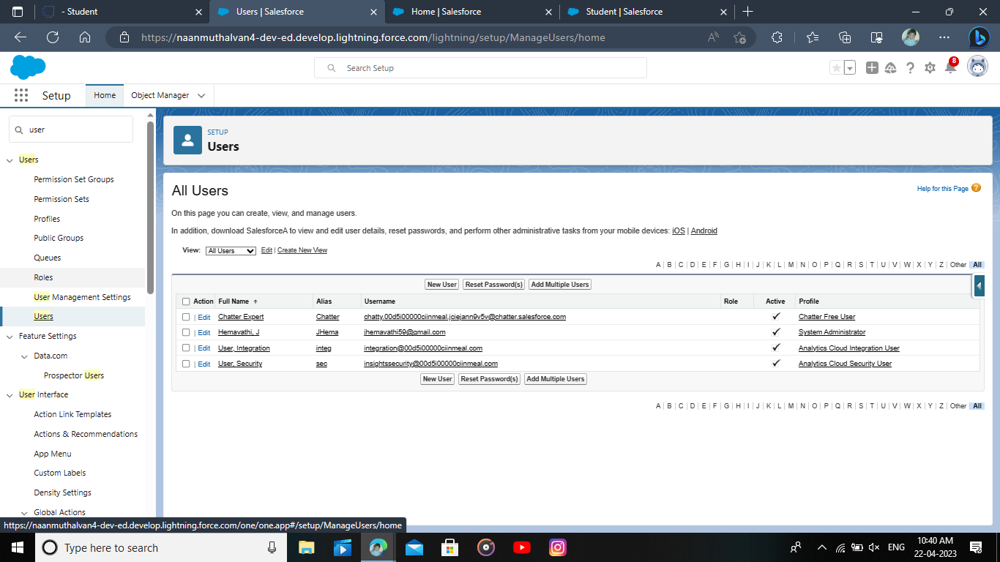 - Student
Users | Salesforce
Home | Salesforce
Student | Salesforce
https://naanmuthalvan4-dev-ed.develop.lightning.force.com/lightning/setup/ManageUsers/home
Search Setup
8
Setup
Home
Object Manager
user
Users
Permission Set Groups
Permission Sets
Profiles
Public Groups
Queues
Roles
User Management Settings
Users
Feature Settings
Data.com
Prospector Users
User Interface
Action Link Templates
Actions & Recommendations
App Menu
Custom Labels
Density Settings
Global Actions
SETUP
Users
All Users
Help for this Page ?
On this page you can create, view, and manage users.
In addition, download SalesforceA to view and edit user details, reset passwords, and perform other administrative tasks from your mobile devices: iOS | Android
View: All Users Edit | Create New View
A | B | C | D | E | F | G | H | I | J | K | L | M | N | O | P | Q | R | S | T | U | V | W | X | Y | Z | Other All
New User Reset Password(s) Add Multiple Users
Action Full Name Alias Username Role Active Profile
| Edit Chatter Expert Chatter chatty.00d5i00000ciinmeal.jciejann9v5v@chatter.salesforce.com Chatter Free User
| Edit Hemavathi, J JHema jhemavathi59@gmail.com System Administrator
| Edit User, Integration integ integration@00d5i00000ciinmeal.com Analytics Cloud Integration User
| Edit User, Security sec insightssecurity@00d5i00000ciinmeal.com Analytics Cloud Security User
New User Reset Password(s) Add Multiple Users
A | B | C | D | E | F | G | H | I | J | K | L | M | N | O | P | Q | R | S | T | U | V | W | X | Y | Z | Other All
https://naanmuthalvan4-dev-ed.develop.lightning.force.com/one/one.app#/setup/ManageUsers/home
Type here to search
ENG
10:40 AM
22-04-2023